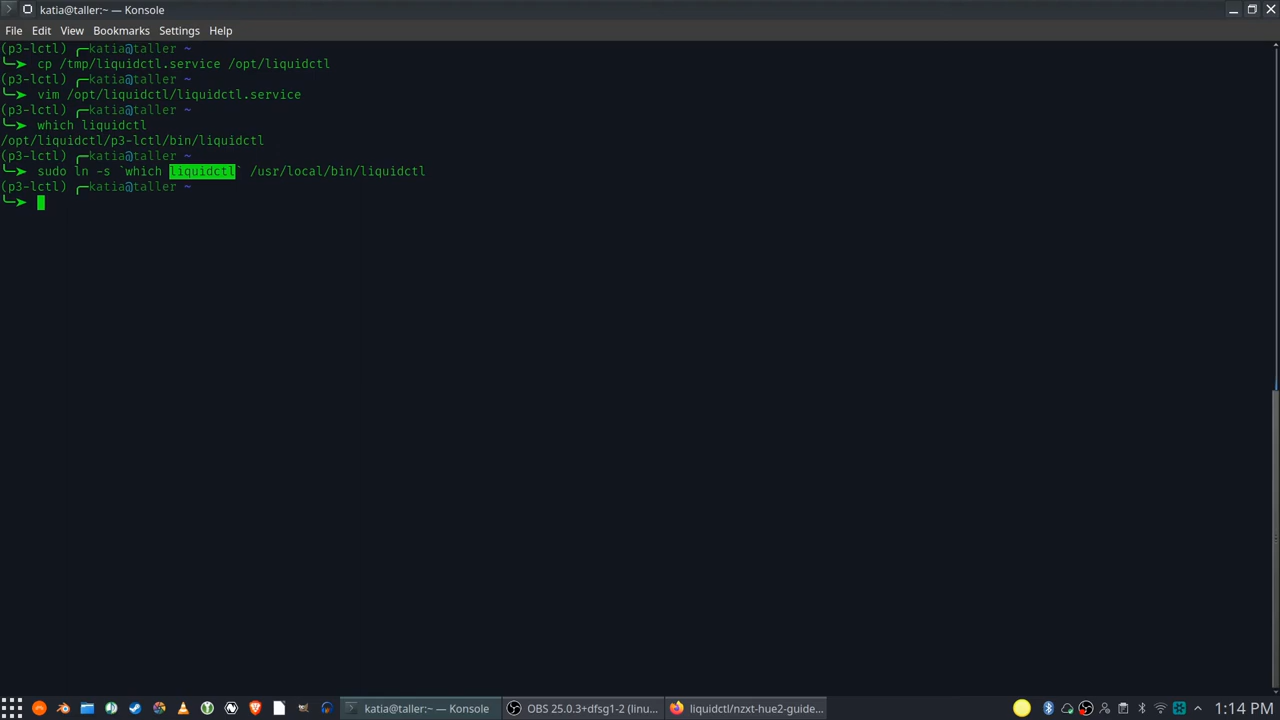 katia@taller:~ — Konsole
File Edit View Bookmarks Settings Help
(p3-lctl) ╭─katia@taller ~
╰─➤ cp /tmp/liquidctl.service /opt/liquidctl
(p3-lctl) ╭─katia@taller ~
╰─➤ vim /opt/liquidctl/liquidctl.service
(p3-lctl) ╭─katia@taller ~
╰─➤ which liquidctl
/opt/liquidctl/p3-lctl/bin/liquidctl
(p3-lctl) ╭─katia@taller ~
╰─➤ sudo ln -s `which liquidctl` /usr/local/bin/liquidctl
(p3-lctl) ╭─katia@taller ~
╰─➤
katia@taller:~ — Konsole OBS 25.0.3+dfsg1-2 (linu... liquidctl/nzxt-hue2-guide... 1:14 PM